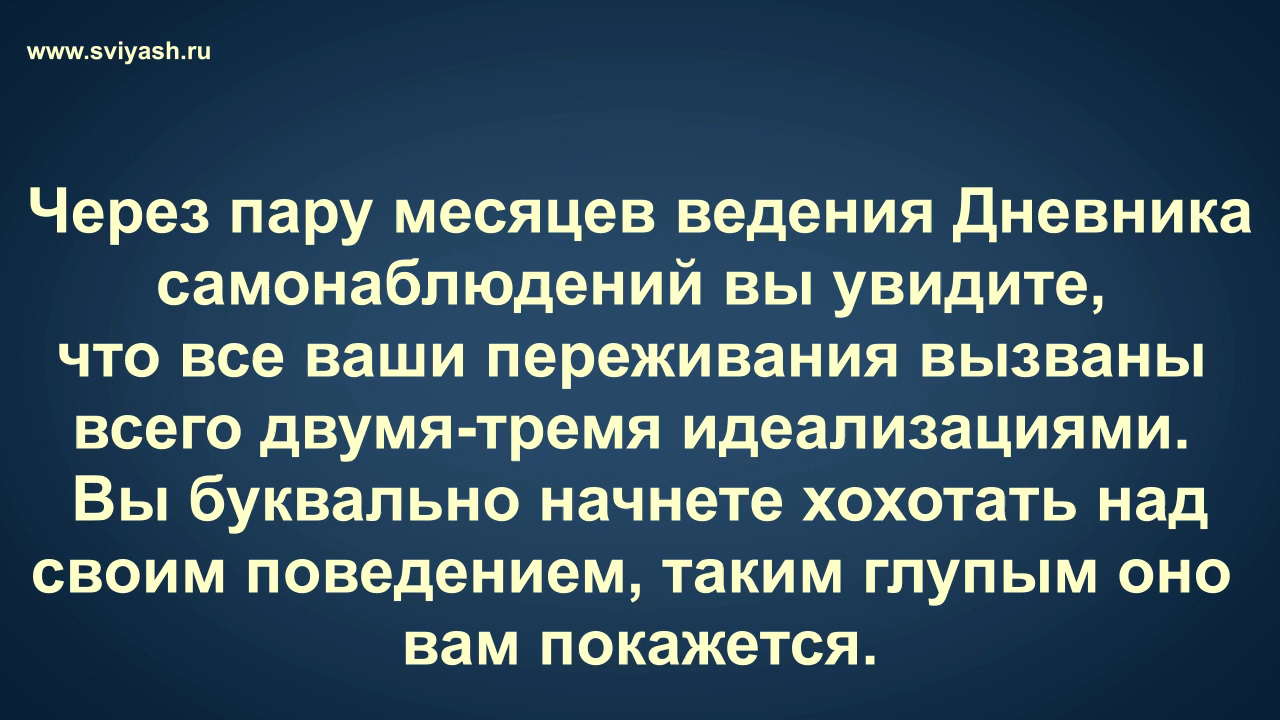 www.sviyash.ru
Через пару месяцев ведения Дневника
самонаблюдений вы увидите,
что все ваши переживания вызваны
всего двумя-тремя идеализациями.
Вы буквально начнете хохотать над
своим поведением, таким глупым оно
вам покажется.